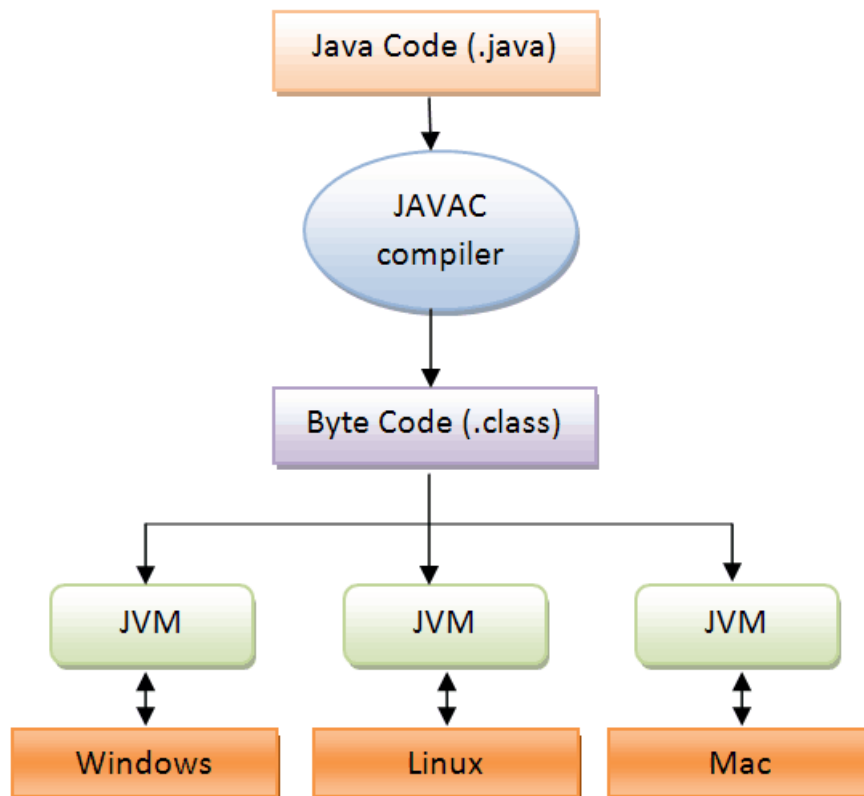 Java Code (.java)
JAVAC
compiler
Byte Code (.class)
JVM
JVM
JVM
Windows
Linux
Mac